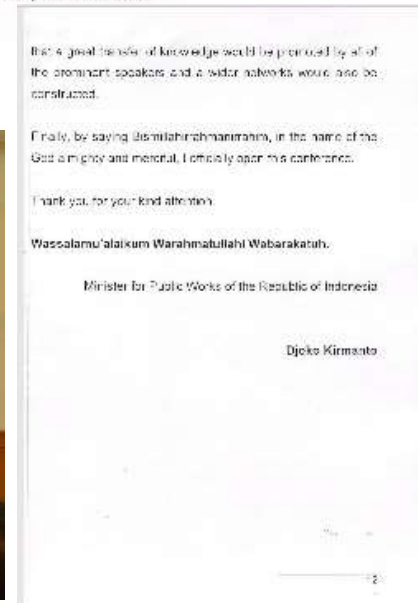 that a great transfer of knowledge would be promoted by all of
the prominent speakers and a wider networks would also be
constructed.
Finally, by saying Bismillahirrahmanirrahim, in the name of the
God almighty and merciful, I officially open this conference.
Thank you for your kind attention
Wassalamu'alaikum Warahmatullahi Wabarakatuh.
Minister for Public Works of the Republic of Indonesia
Djoko Kirmanto
2